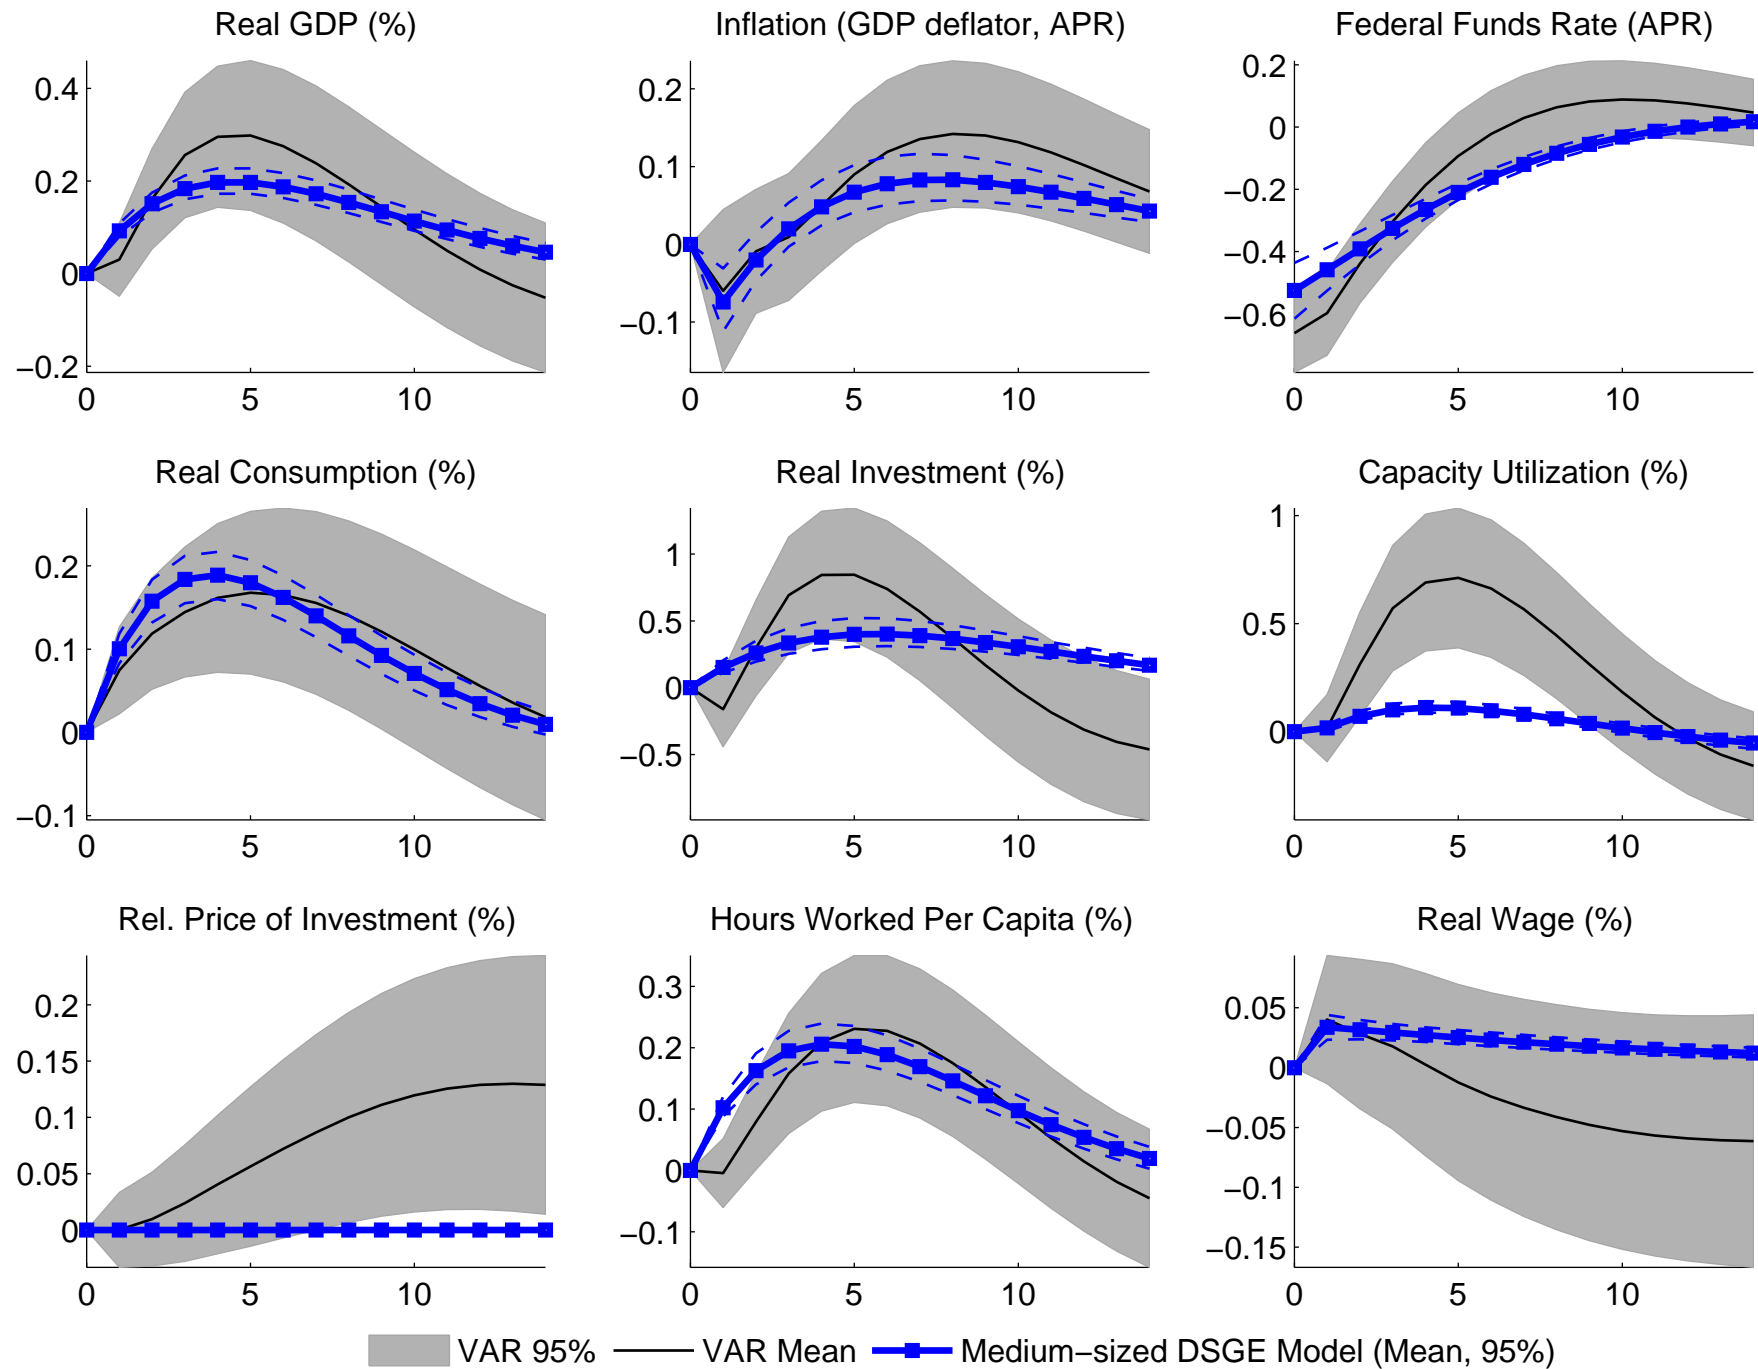 Real GDP (%)
0.4
0.2
0
−0.2
0 5 10
Inflation (GDP deflator, APR)
0.2
0.1
0
−0.1
0 5 10
Federal Funds Rate (APR)
0.2
0
−0.2
−0.4
−0.6
0 5 10
Real Consumption (%)
0.2
0.1
0
−0.1
0 5 10
Real Investment (%)
1
0.5
0
−0.5
0 5 10
Capacity Utilization (%)
1
0.5
0
0 5 10
Rel. Price of Investment (%)
0.2
0.15
0.1
0.05
0
0 5 10
Hours Worked Per Capita (%)
0.3
0.2
0.1
0
−0.1
0 5 10
Real Wage (%)
0.05
0
−0.05
−0.1
−0.15
0 5 10
VAR 95% VAR Mean Medium−sized DSGE Model (Mean, 95%)